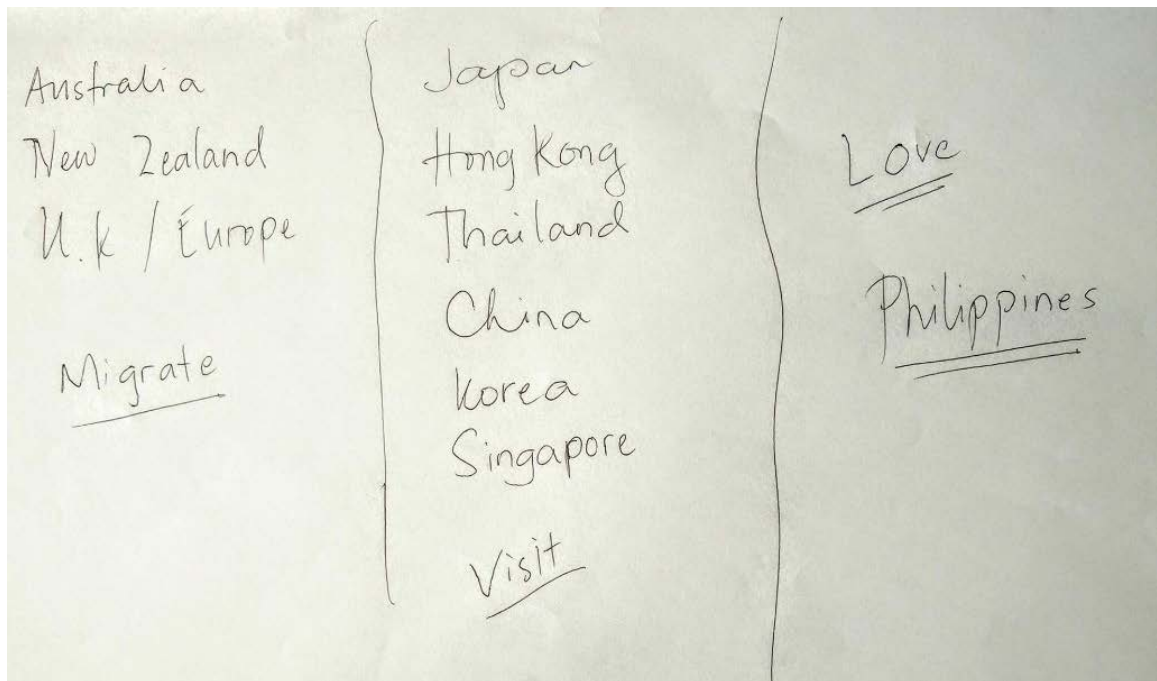 Australia
New Zealand
U.K / Europe
Migrate
Japan
Hong Kong
Thailand
China
Korea
Singapore
Visit
Love
Philippines